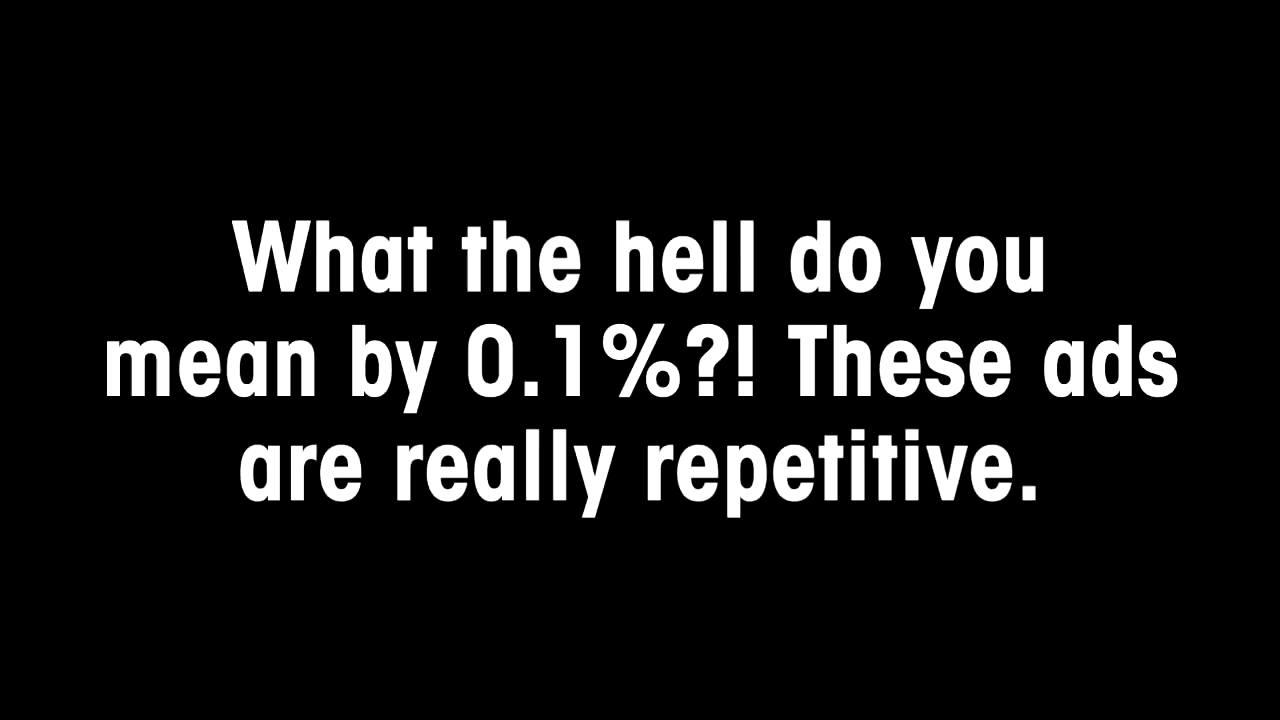 What the hell do you
mean by 0.1%?! These ads
are really repetitive.